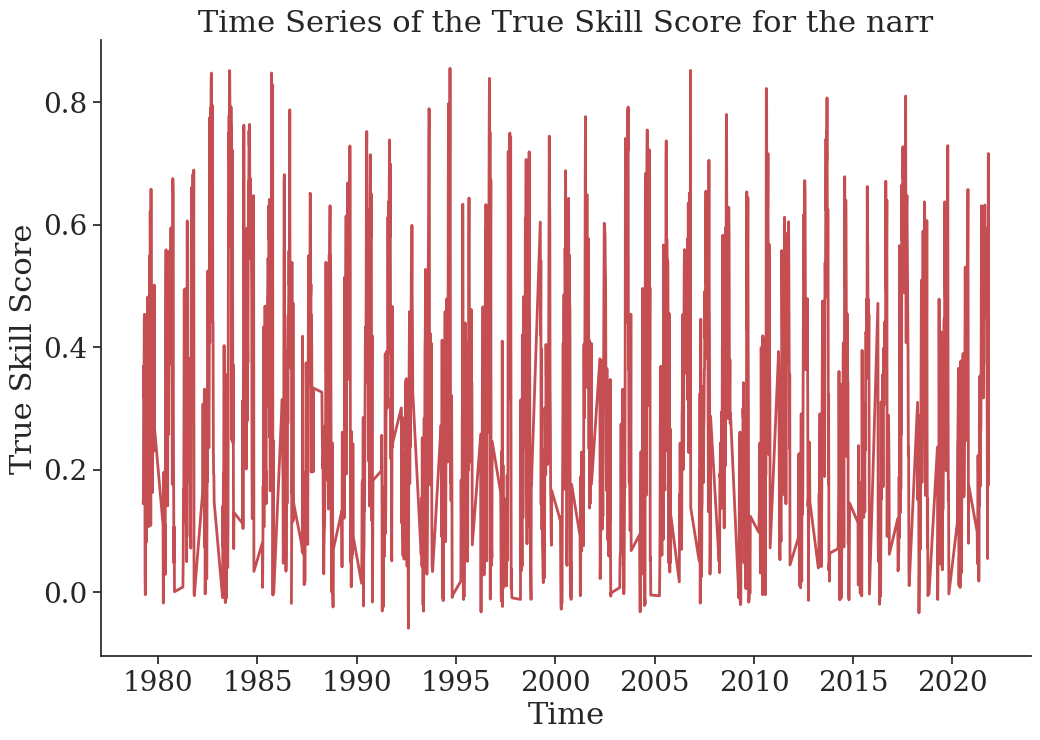 Time Series of the True Skill Score for the narr
True Skill Score
0.8
0.6
0.4
0.2
0.0
1980 1985 1990 1995 2000 2005 2010 2015 2020
Time